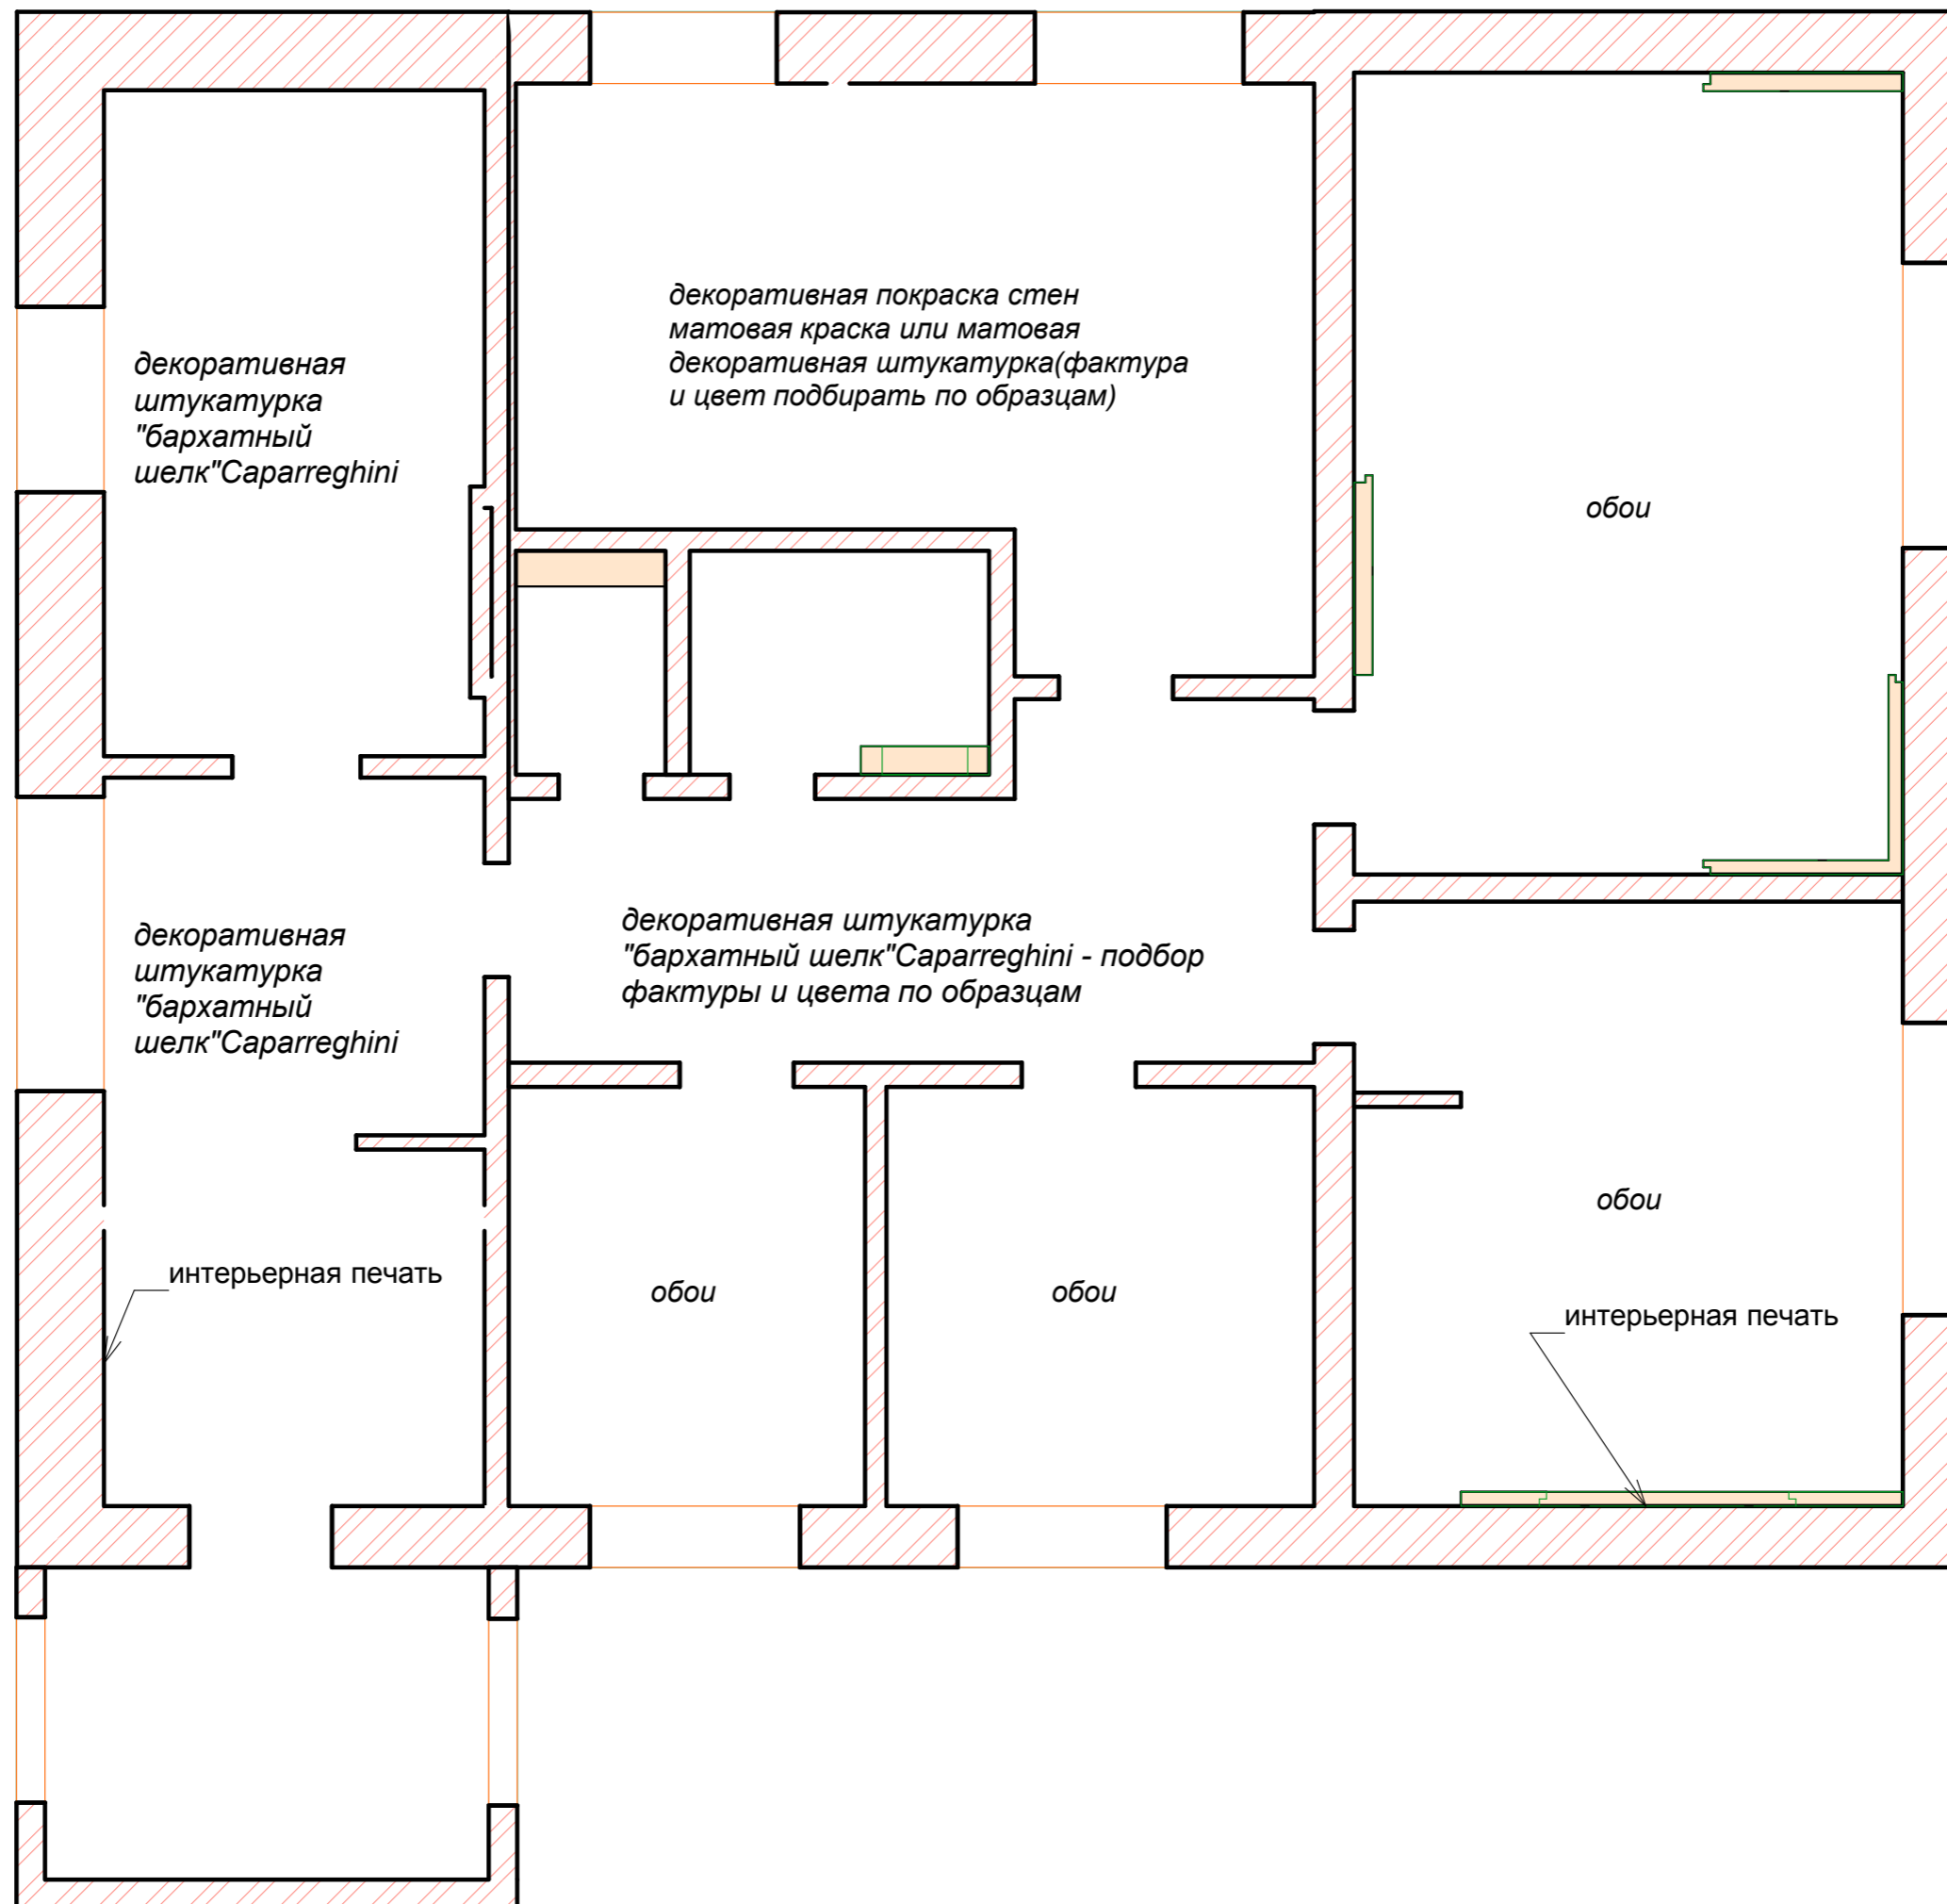 декоративная покраска стен
матовая краска или матовая
декоративная штукатурка(фактура
и цвет подбирать по образцам)
декоративная
штукатурка
"бархатный
шелк"Caparreghini
обои
декоративная
штукатурка
"бархатный
шелк"Caparreghini
декоративная штукатурка
"бархатный шелк"Caparreghini - подбор
фактуры и цвета по образцам
обои
интерьерная печать
обои
обои
интерьерная печать